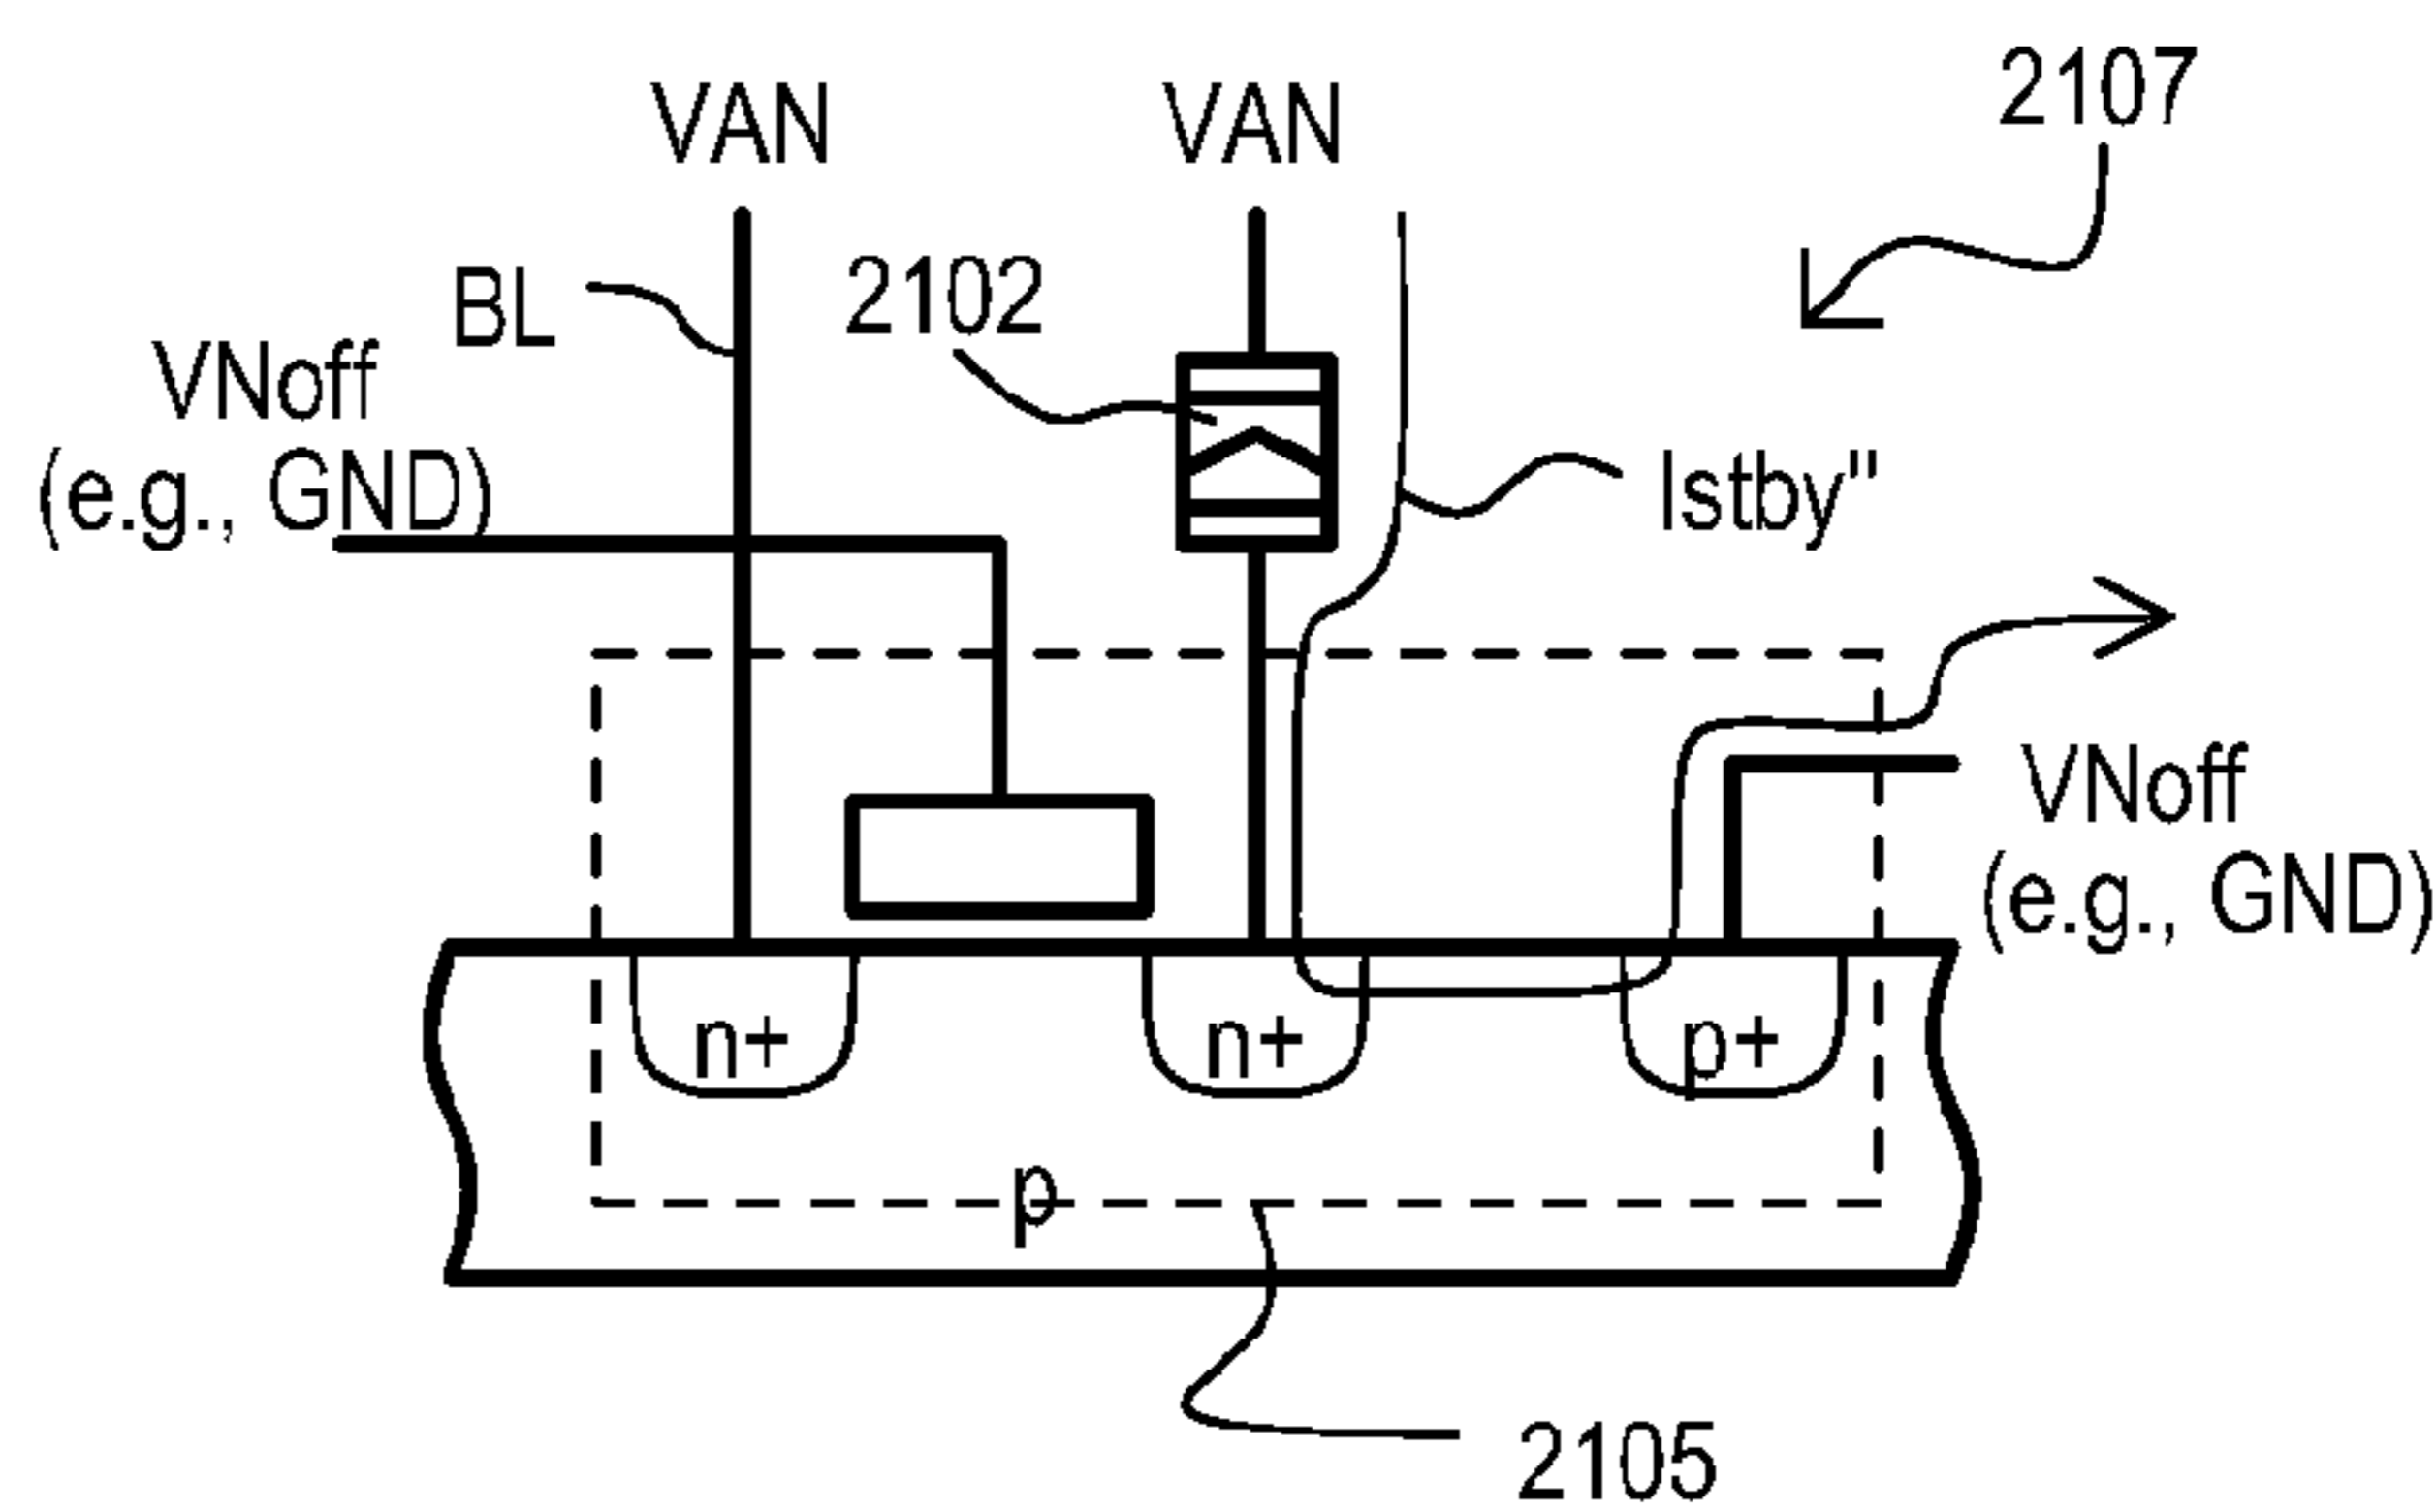 2107
VAN
VAN
BL
2102
VNoff
(e.g., GND)
Istby"
VNoff
(e.g., GND)
n+
n+
p+
p
2105